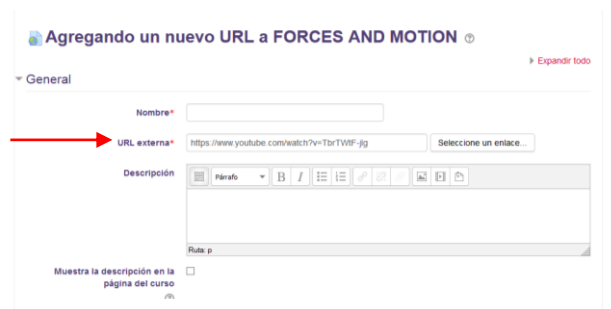 Agregando un nuevo URL a FORCES AND MOTION
Expandir todo
General
Nombre*
URL externa* https://www.youtube.com/watch?v=TbrTWtF-jlg Seleccione un enlace...
Descripción Párrafo B I
Ruta: p
Muestra la descripción en la
página del curso